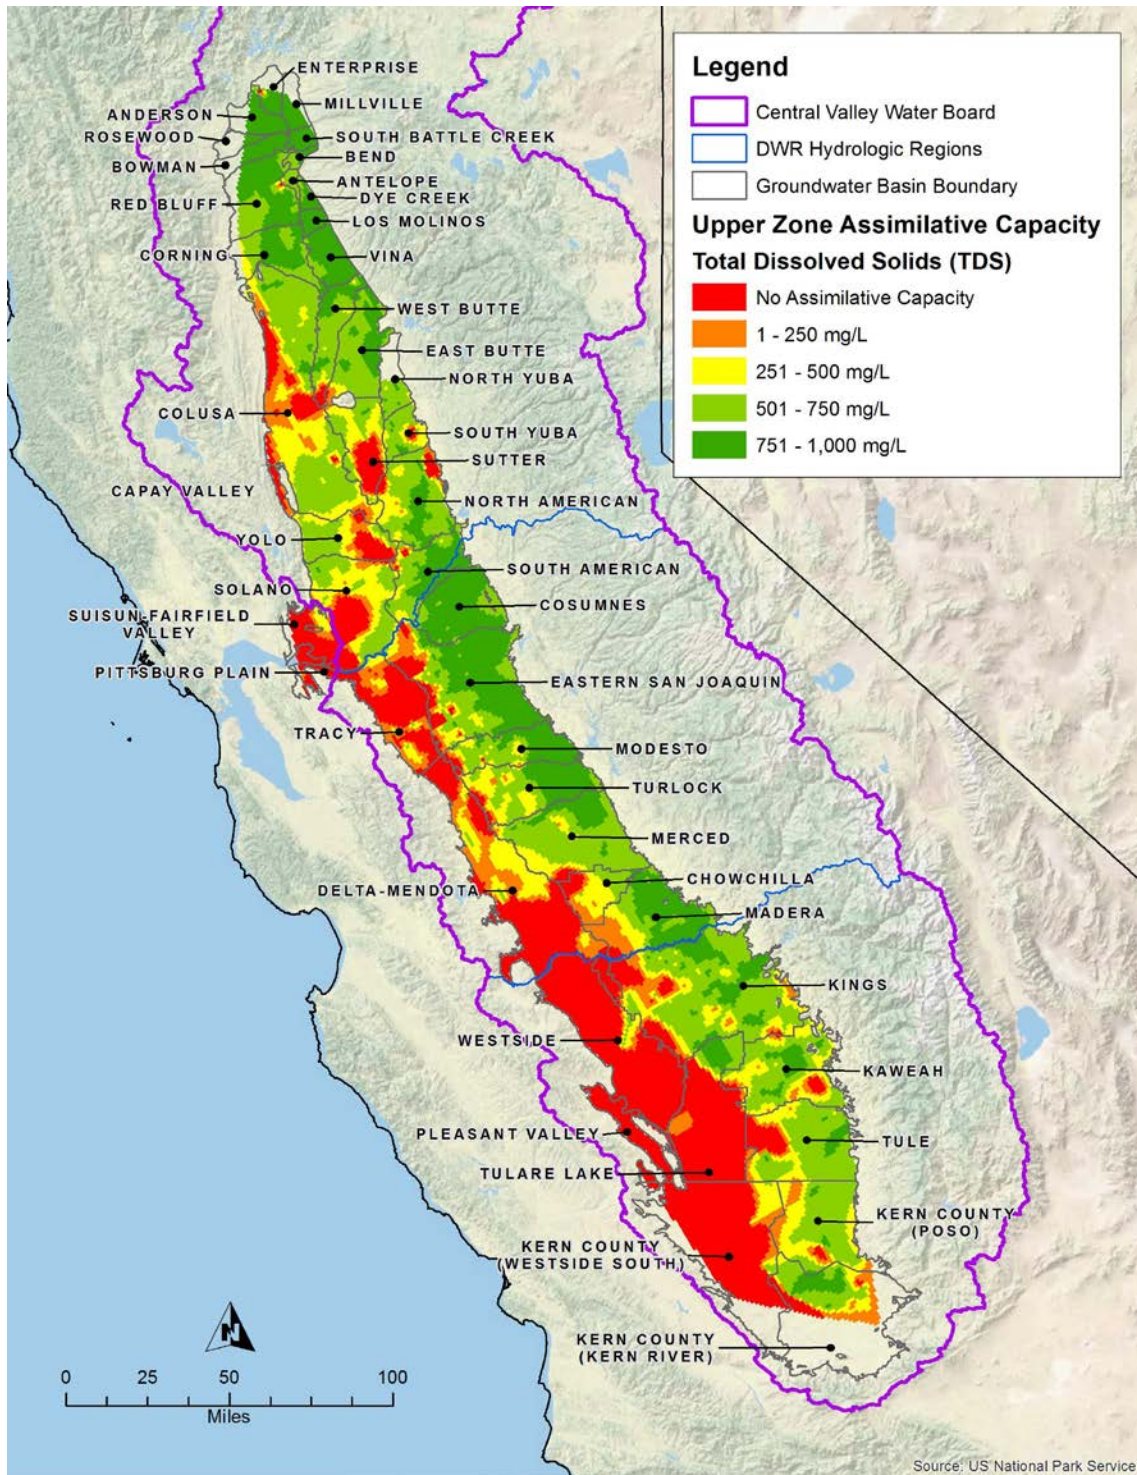 Legend
Central Valley Water Board
DWR Hydrologic Regions
Groundwater Basin Boundary
Upper Zone Assimilative Capacity
Total Dissolved Solids (TDS)
No Assimilative Capacity
1 - 250 mg/L
251 - 500 mg/L
501 - 750 mg/L
751 - 1,000 mg/L
ENTERPRISE
MILLVILLE
ANDERSON
ROSEWOOD
SOUTH BATTLE CREEK
BEND
BOWMAN
ANTELOPE
DYE CREEK
RED BLUFF
LOS MOLINOS
CORNING
VINA
WEST BUTTE
EAST BUTTE
NORTH YUBA
COLUSA
SOUTH YUBA
SUTTER
CAPAY VALLEY
NORTH AMERICAN
YOLO
SOUTH AMERICAN
SOLANO
COSUMNES
SUISUN-FAIRFIELD
VALLEY
PITTSBURG PLAIN
EASTERN SAN JOAQUIN
TRACY
MODESTO
TURLOCK
MERCED
CHOWCHILLA
DELTA-MENDOTA
MADERA
KINGS
WESTSIDE
KAWEAH
PLEASANT VALLEY
TULE
TULARE LAKE
KERN COUNTY
(POSO)
KERN COUNTY
(WESTSIDE SOUTH)
KERN COUNTY
(KERN RIVER)
N
0 25 50 100
Miles
Source: US National Park Service